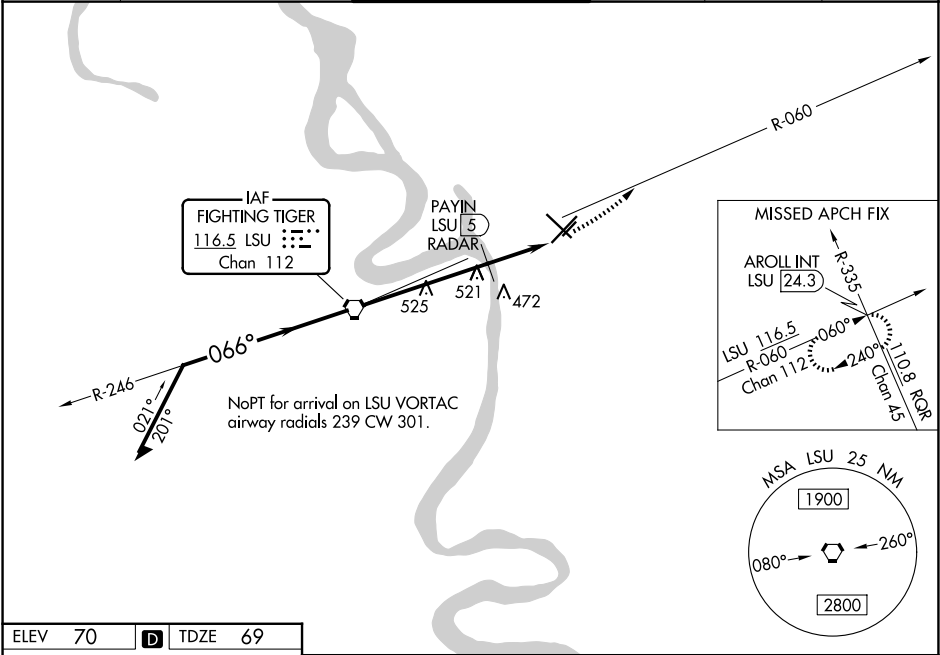 R-060
IAF
FIGHTING TIGER
116.5 LSU
Chan 112
PAYIN
LSU 5
RADAR
525
521
472
066°
R-246
021°
201°
NoPT for arrival on LSU VORTAC
airway radials 239 CW 301.
MISSED APCH FIX
AROLL INT
LSU 24.3
R-335
LSU 116.5
R-060
Chan 112
060°
240°
110.8 RQR
Chan 45
MSA LSU 25 NM
1900
080°
260°
2800
ELEV 70 D TDZE 69